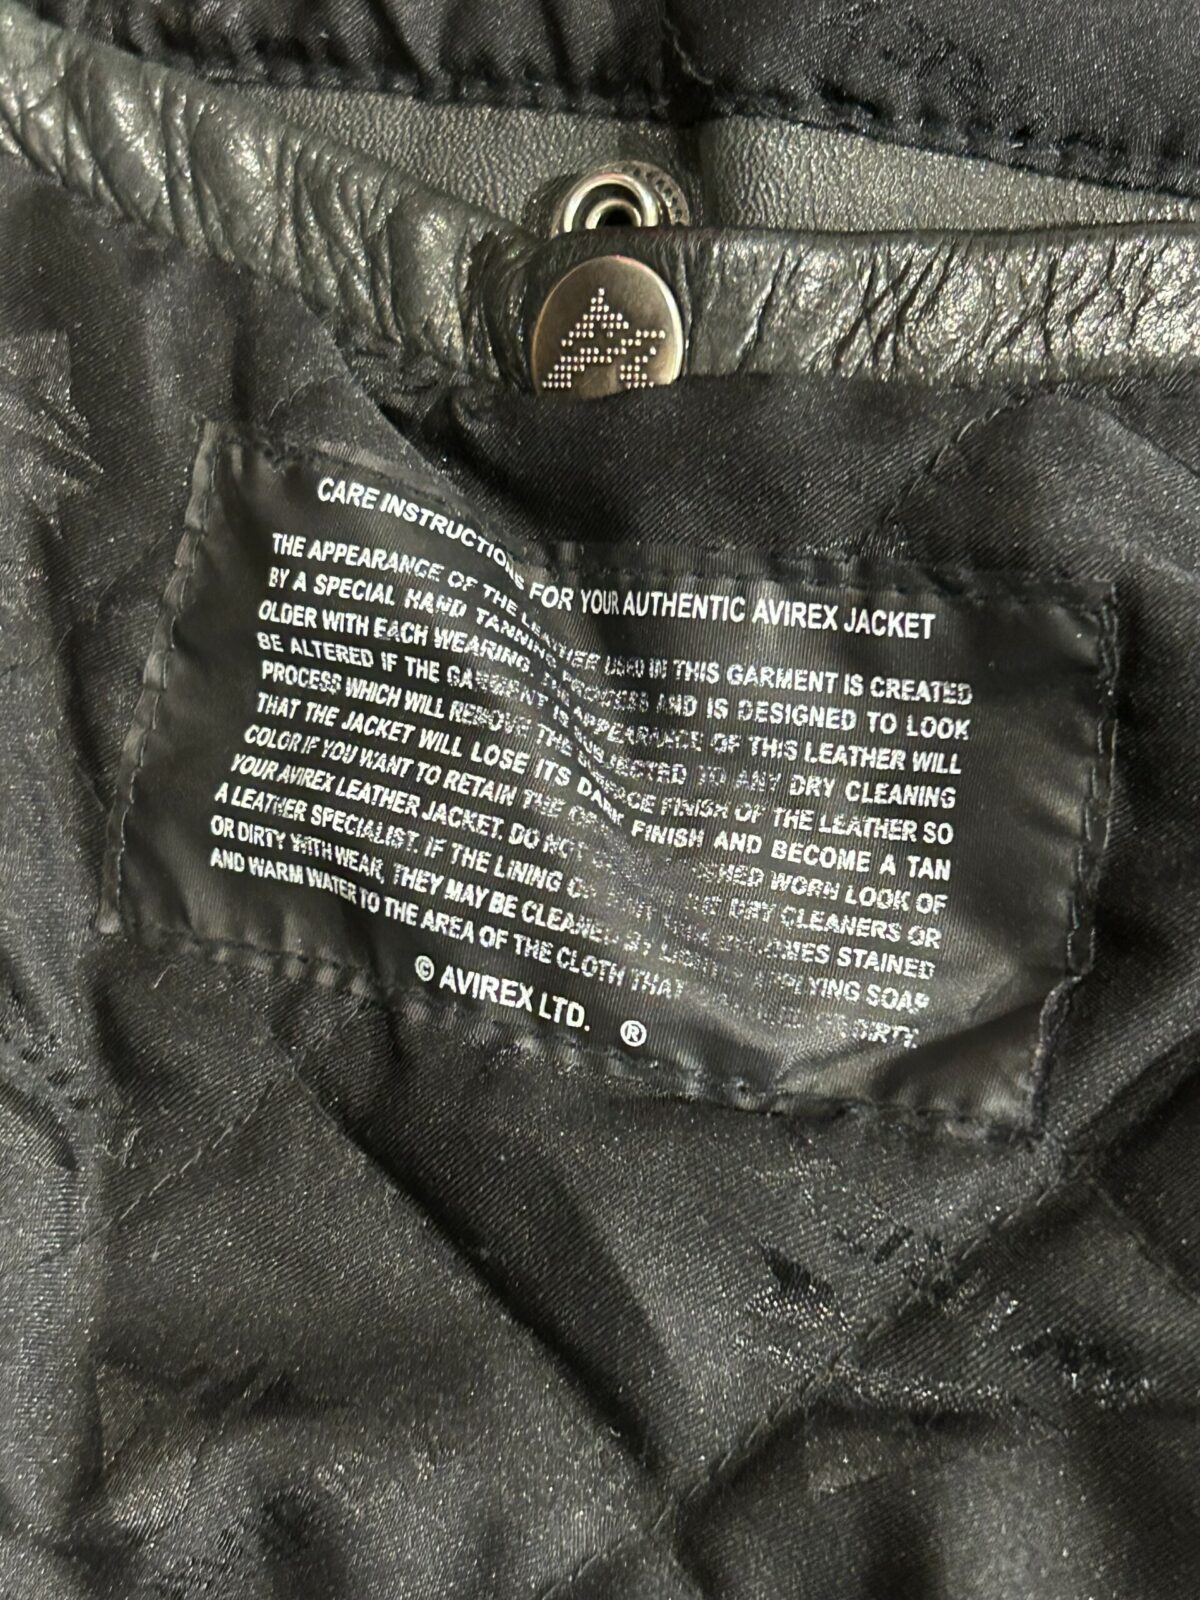 CARE INSTRUCTIONS FOR YOUR AUTHENTIC AVIREX JACKET
THE APPEARANCE OF THE LEATHER USED IN THIS GARMENT IS CREATED
BY A SPECIAL HAND TANNING PROCESS AND IS DESIGNED TO LOOK
OLDER WITH EACH WEARING. THE APPEARANCE OF THIS LEATHER WILL
BE ALTERED IF THE GARMENT IS SUBJECTED TO ANY DRY CLEANING
PROCESS WHICH WILL REMOVE THE SURFACE FINISH OF THE LEATHER SO
THAT THE JACKET WILL LOSE ITS DARK FINISH AND BECOME A TAN
COLOR IF YOU WANT TO RETAIN THE WORN LOOK OF
YOUR AVIREX LEATHER JACKET. DO NOT DRY CLEANERS OR
A LEATHER SPECIALIST. IF THE LINING BECOMES STAINED
OR DIRTY WITH WEAR, THEY MAY BE CLEANED BY LIGHTLY APPLYING SOAP
AND WARM WATER TO THE AREA OF THE CLOTH THAT DIRTY.
© AVIREX LTD. ®